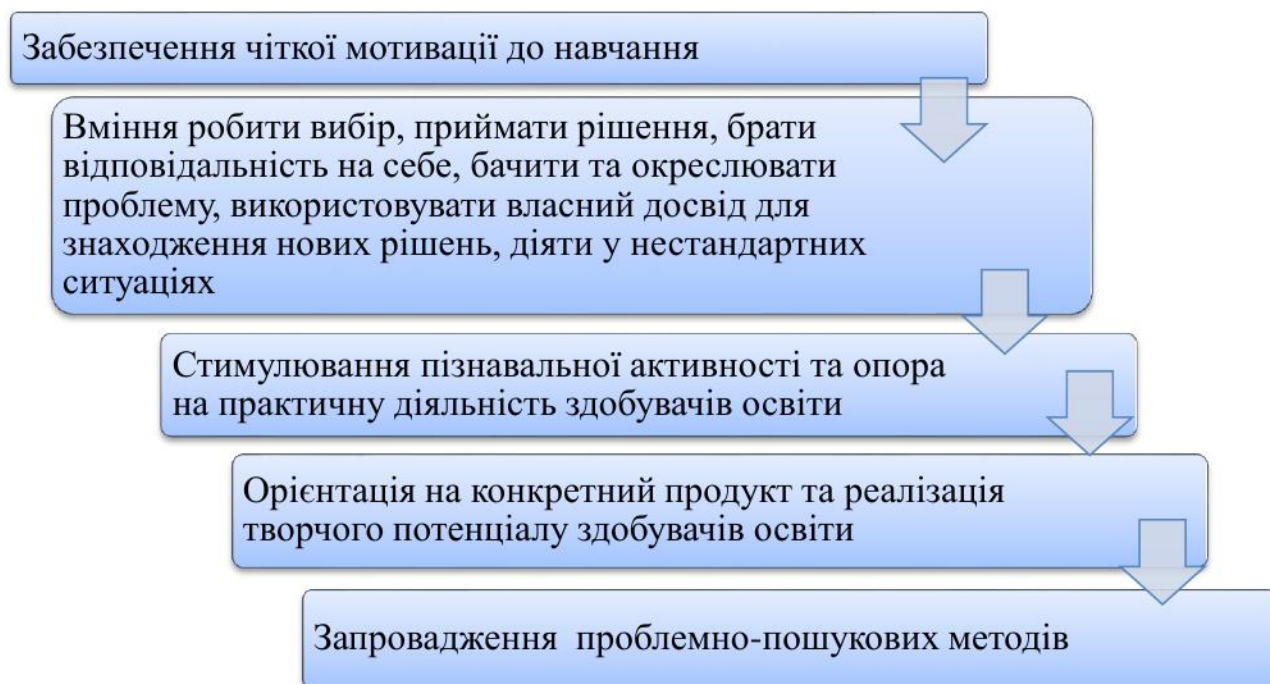 Забезпечення чіткої мотивації до навчання
Вміння робити вибір, приймати рішення, брати
відповідальність на себе, бачити та окреслювати
проблему, використовувати власний досвід для
знаходження нових рішень, діяти у нестандартних
ситуаціях
Стимулювання пізнавальної активності та опора
на практичну діяльність здобувачів освіти
Орієнтація на конкретний продукт та реалізація
творчого потенціалу здобувачів освіти
Запровадження проблемно-пошукових методів